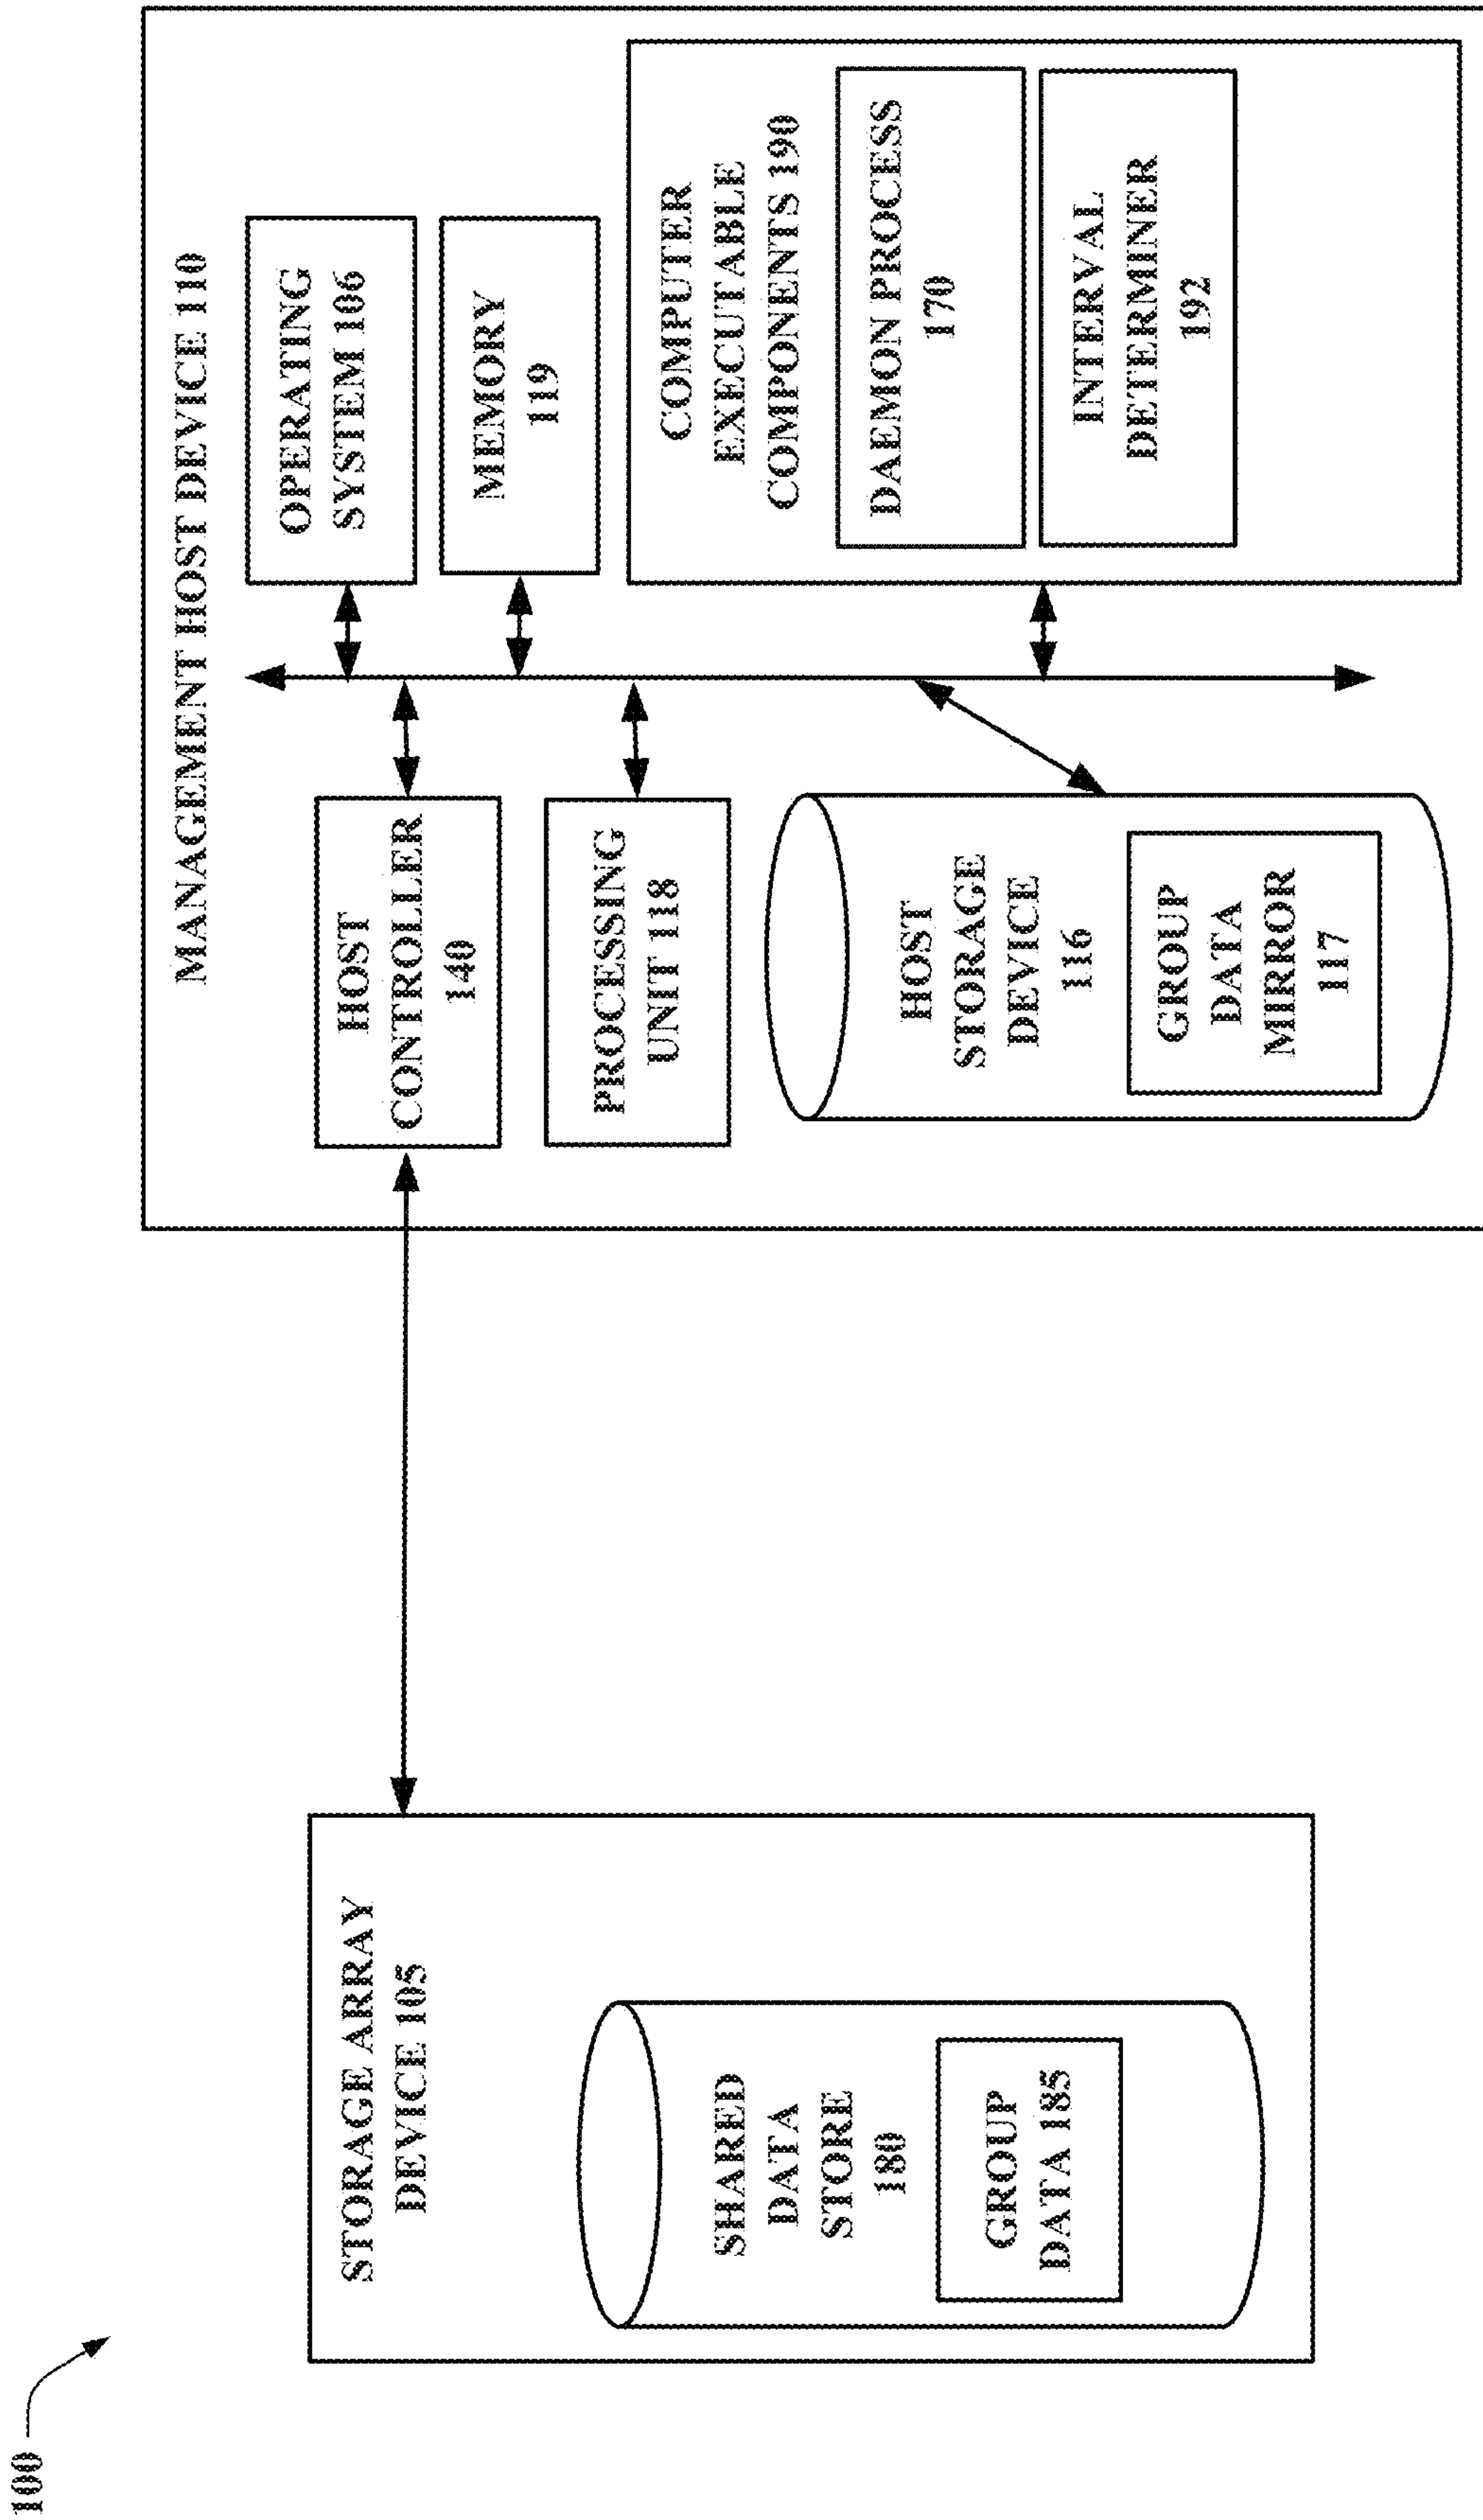 100
STORAGE ARRAY
DEVICE 105
SHARED
DATA
STORE
180
GROUP
DATA 185
MANAGEMENT HOST DEVICE 110
HOST
CONTROLLER
140
PROCESSING
UNIT 118
HOST
STORAGE
DEVICE
116
GROUP
DATA
MIRROR
117
OPERATING
SYSTEM 106
MEMORY
119
COMPUTER
EXECUTABLE
COMPONENTS 190
DAEMON PROCESS
170
INTERVAL
DETERMINER
192